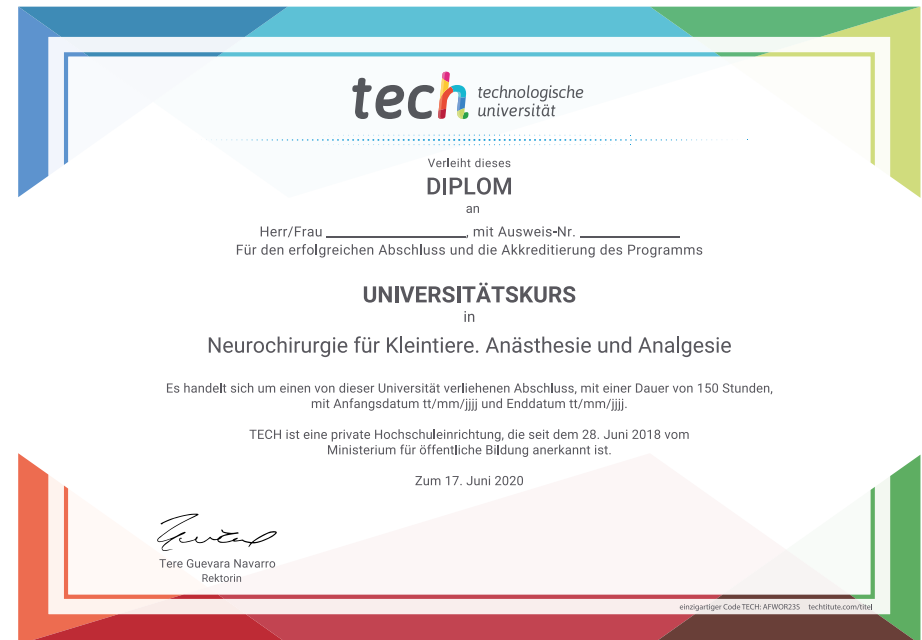 tech technologische
universität
Verleiht dieses
DIPLOM
an
Herr/Frau ____________________, mit Ausweis-Nr. ______________
Für den erfolgreichen Abschluss und die Akkreditierung des Programms
UNIVERSITÄTSKURS
in
Neurochirurgie für Kleintiere. Anästhesie und Analgesie
Es handelt sich um einen von dieser Universität verliehenen Abschluss, mit einer Dauer von 150 Stunden,
mit Anfangsdatum tt/mm/jjjj und Enddatum tt/mm/jjjj.
TECH ist eine private Hochschuleinrichtung, die seit dem 28. Juni 2018 vom
Ministerium für öffentliche Bildung anerkannt ist.
Zum 17. Juni 2020
Tere Guevara Navarro
Rektorin
einzigartiger Code TECH: AFWOR23S techtitute.com/titel